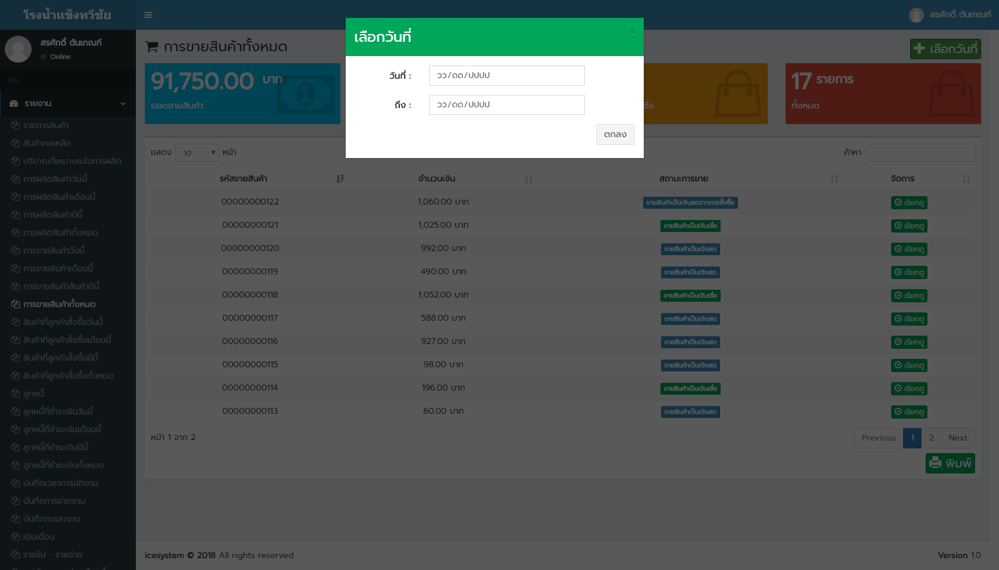 โรงน้ำแข็งทวีชัย
สรศักดิ์ ตันเกณฑ์
สรศักดิ์ ตันเกณฑ์
Online
เมนู
รายงาน
รายการสินค้า
สินค้าคงเหลือ
ปริมาณที่เหมาะสมในการผลิต
การผลิตสินค้าวันนี้
การผลิตสินค้าเดือนนี้
การผลิตสินค้าปีนี้
การผลิตสินค้าทั้งหมด
การขายสินค้าวันนี้
การขายสินค้าเดือนนี้
การขายสินค้าสินค้าปีนี้
การขายสินค้าทั้งหมด
สินค้าที่ลูกค้าสั่งซื้อวันนี้
สินค้าที่ลูกค้าสั่งซื้อเดือนนี้
สินค้าที่ลูกค้าสั่งซื้อปีนี้
สินค้าที่ลูกค้าสั่งซื้อทั้งหมด
ลูกหนี้
ลูกหนี้ที่ชำระเงินวันนี้
ลูกหนี้ที่ชำระเงินเดือนนี้
ลูกหนี้ที่ชำระเงินปีนี้
ลูกหนี้ที่ชำระเงินทั้งหมด
บันทึกเวลาการเข้างาน
บันทึกการขาดงาน
บันทึกการลางาน
เงินเดือน
รายรับ - รายจ่าย
การขายสินค้าทั้งหมด
เลือกวันที่
91,750.00 บาท
ยอดขายสินค้า
17 รายการ
ทั้งหมด
เลือกวันที่
×
วันที่ : วว/ดด/ปปปป
ถึง : วว/ดด/ปปปป
ตกลง
แสดง 10 หน้า
ค้าหา :
รหัสขายสินค้า จำนวนเงิน สถานะการขาย จัดการ
00000000122 1,060.00 บาท ขายสินค้าเป็นเงินสดจากการสั่งซื้อ เรียกดู
00000000121 1,025.00 บาท ขายสินค้าเป็นเงินเชื่อ เรียกดู
00000000120 992.00 บาท ขายสินค้าเป็นเงินสด เรียกดู
00000000119 490.00 บาท ขายสินค้าเป็นเงินสด เรียกดู
00000000118 1,052.00 บาท ขายสินค้าเป็นเงินเชื่อ เรียกดู
00000000117 588.00 บาท ขายสินค้าเป็นเงินสด เรียกดู
00000000116 927.00 บาท ขายสินค้าเป็นเงินสด เรียกดู
00000000115 98.00 บาท ขายสินค้าเป็นเงินสด เรียกดู
00000000114 196.00 บาท ขายสินค้าเป็นเงินเชื่อ เรียกดู
00000000113 60.00 บาท ขายสินค้าเป็นเงินสด เรียกดู
หน้า 1 จาก 2
Previous 1 2 Next
พิมพ์
icesystem © 2018 All rights reserved.
Version 1.0